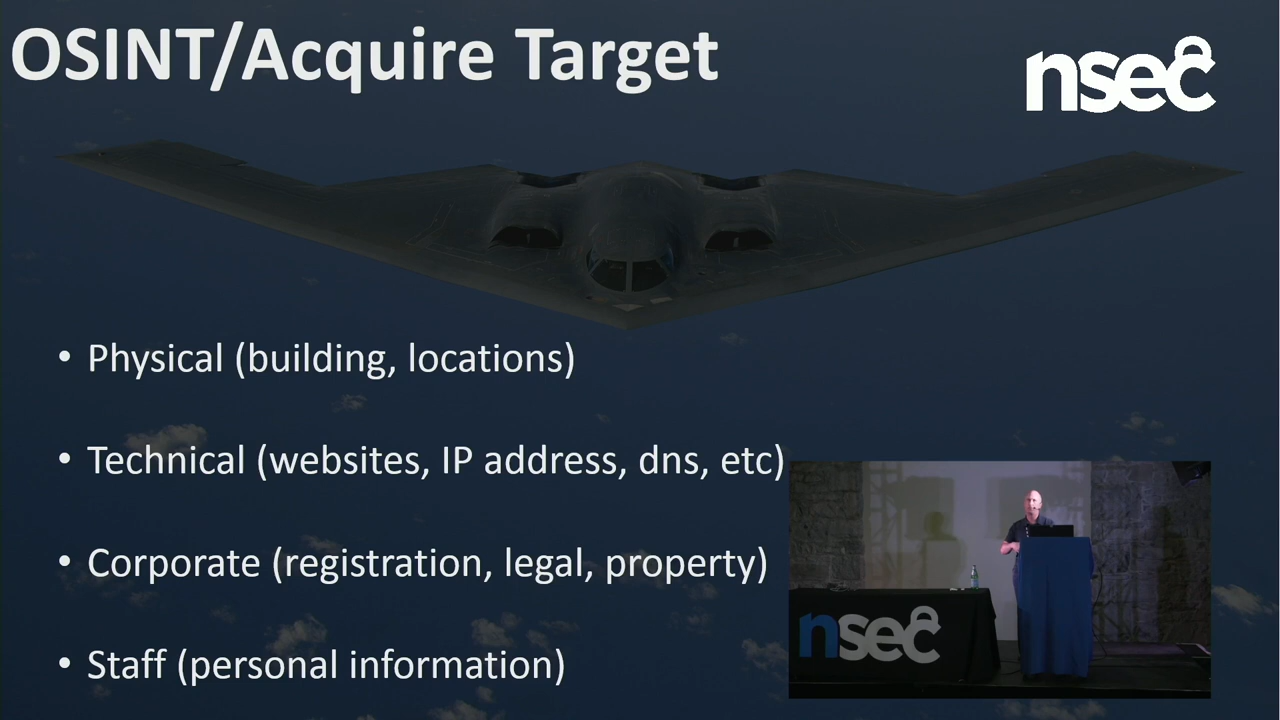 OSINT/Acquire Target
nsec
• Physical (building, locations)
• Technical (websites, IP address, dns, etc)
• Corporate (registration, legal, property)
• Staff (personal information)
nsec